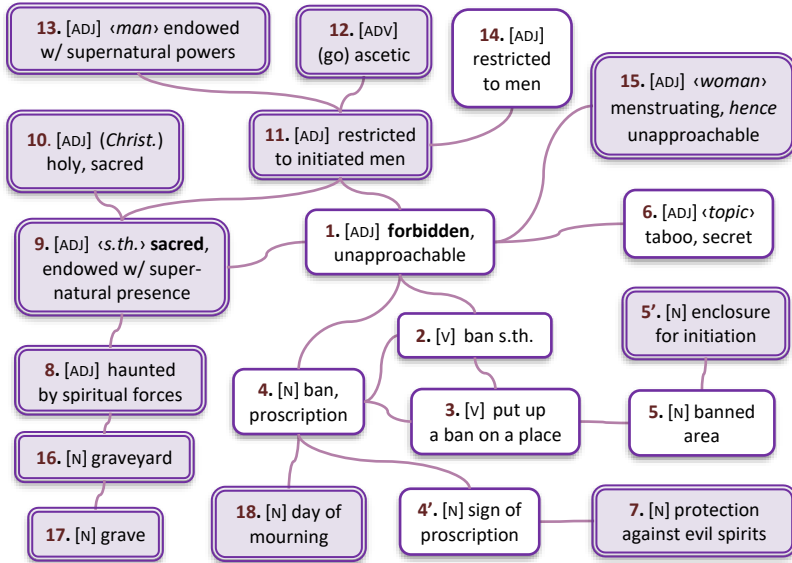 13. [ADJ] ‹man› endowed
w/ supernatural powers
12. [ADV]
(go) ascetic
14. [ADJ]
restricted
to men
15. [ADJ] ‹woman›
menstruating, hence
unapproachable
10. [ADJ] (Christ.)
holy, sacred
11. [ADJ] restricted
to initiated men
9. [ADJ] ‹s.th.› sacred,
endowed w/ super-
natural presence
1. [ADJ] forbidden,
unapproachable
6. [ADJ] ‹topic›
taboo, secret
8. [ADJ] haunted
by spiritual forces
2. [V] ban s.th.
5'. [N] enclosure
for initiation
4. [N] ban,
proscription
3. [V] put up
a ban on a place
5. [N] banned
area
16. [N] graveyard
17. [N] grave
18. [N] day of
mourning
4'. [N] sign of
proscription
7. [N] protection
against evil spirits